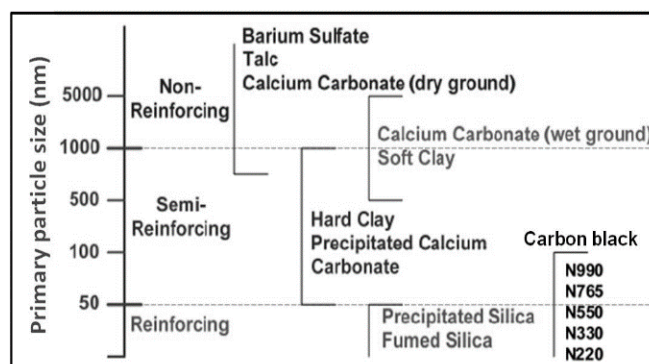 Primary particle size (nm)
5000
1000
500
100
50
Non-
Reinforcing
Semi-
Reinforcing
Reinforcing
Barium Sulfate
Talc
Calcium Carbonate (dry ground)
Calcium Carbonate (wet ground)
Soft Clay
Hard Clay
Precipitated Calcium
Carbonate
Precipitated Silica
Fumed Silica
Carbon black
N990
N765
N550
N330
N220